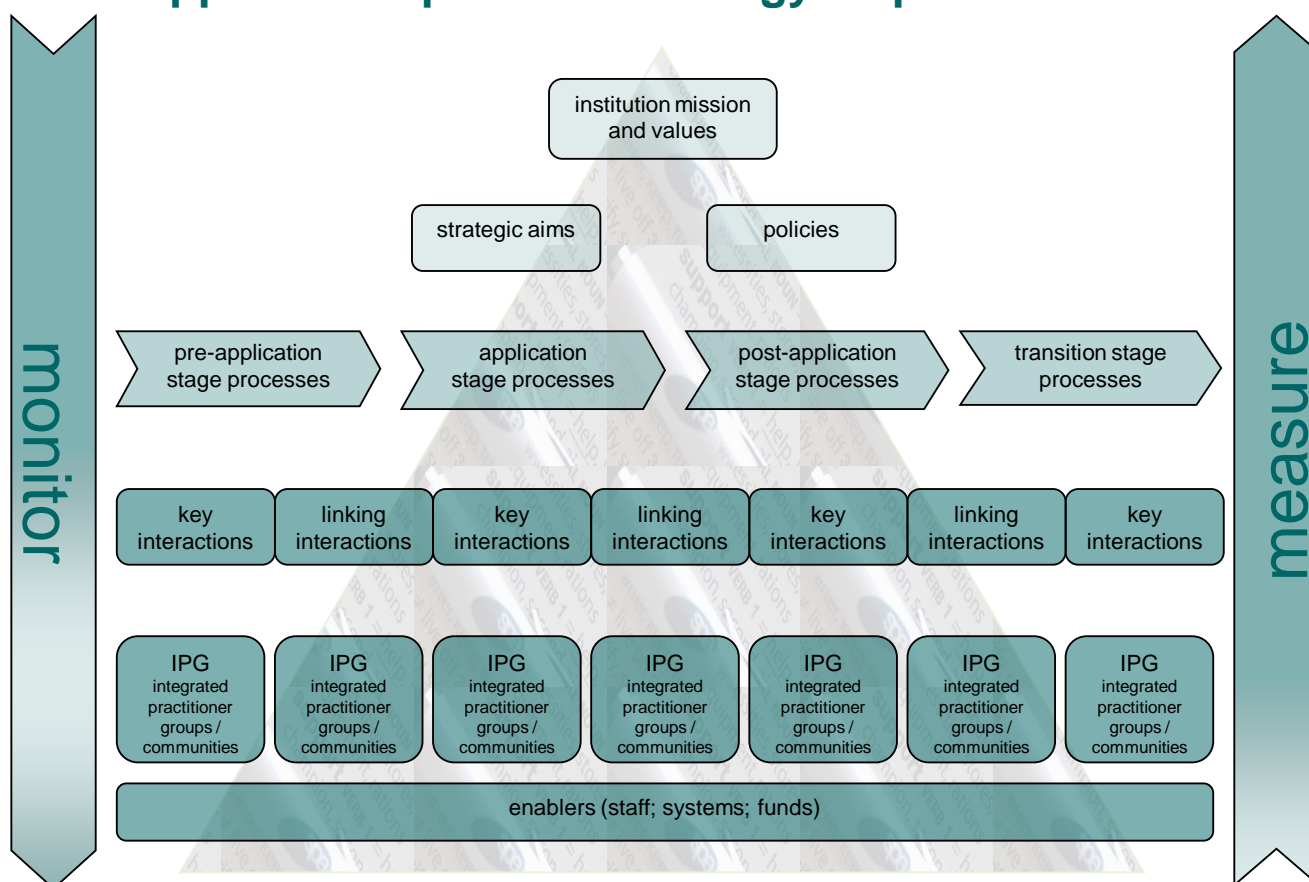 institution mission
and values
strategic aims
policies
monitor
measure
pre-application
stage processes
application
stage processes
post-application
stage processes
transition stage
processes
key
interactions
linking
interactions
key
interactions
linking
interactions
key
interactions
linking
interactions
key
interactions
IPG
integrated
practitioner
groups /
communities
IPG
integrated
practitioner
groups /
communities
IPG
integrated
practitioner
groups /
communities
IPG
integrated
practitioner
groups /
communities
IPG
integrated
practitioner
groups /
communities
IPG
integrated
practitioner
groups /
communities
IPG
integrated
practitioner
groups /
communities
enablers (staff; systems; funds)